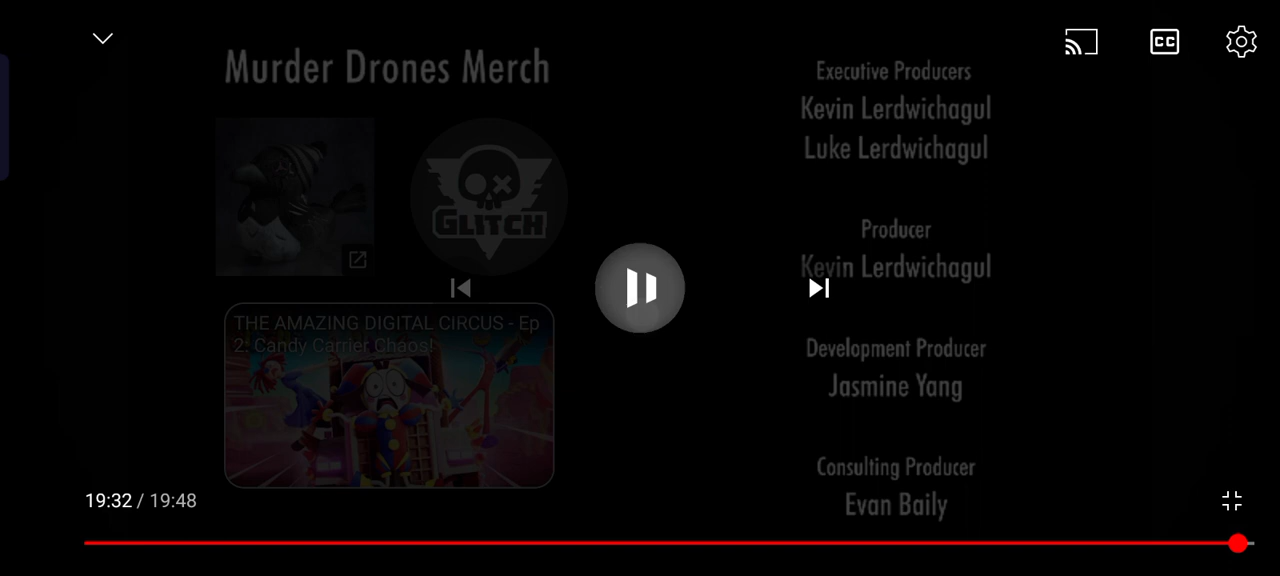 Murder Drones Merch
GLITCH
THE AMAZING DIGITAL CIRCUS - Ep
2: Candy Carrier Chaos!
CC
Executive Producers
Kevin Lerdwichagul
Luke Lerdwichagul
Producer
Kevin Lerdwichagul
Development Producer
Jasmine Yang
Consulting Producer
Evan Baily
19:32 / 19:48